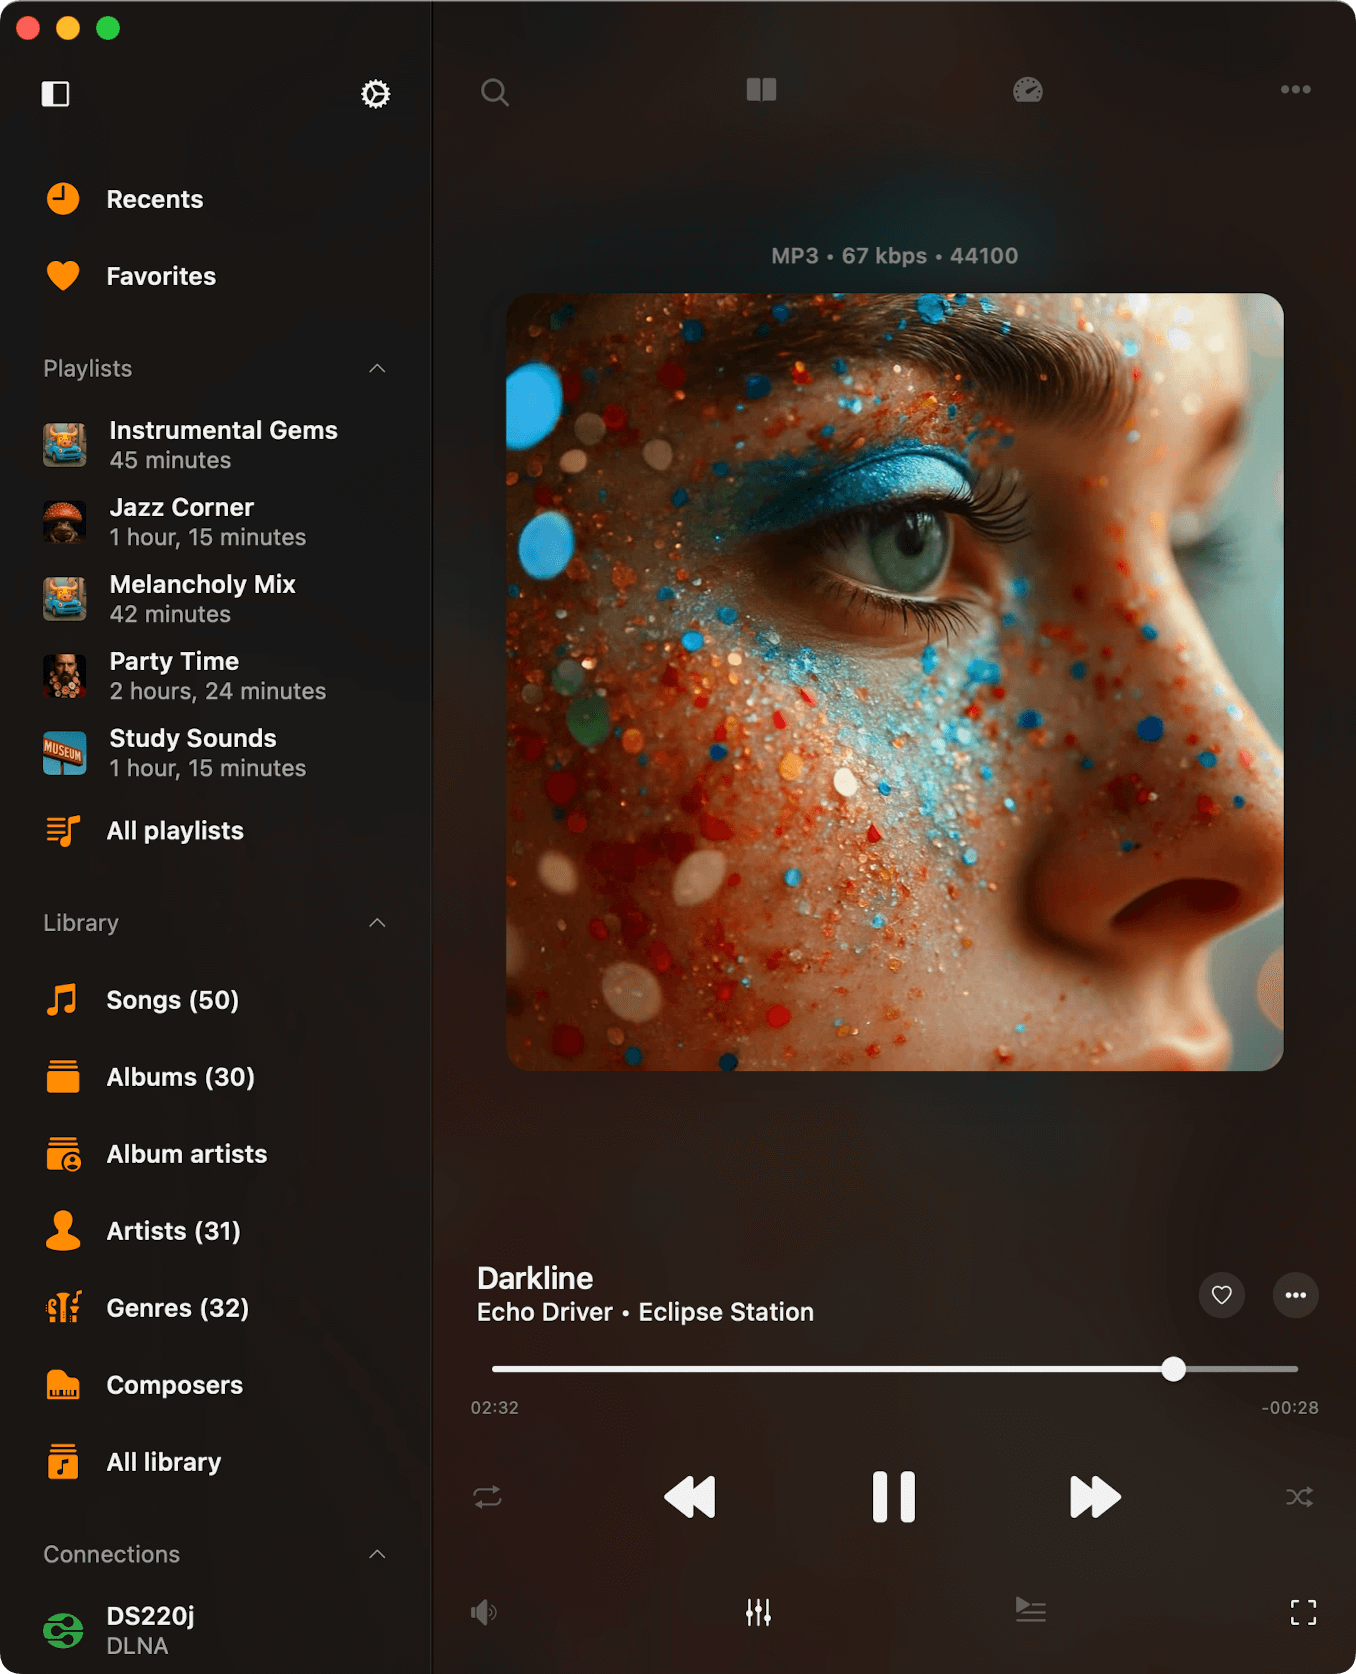 Recents
Favorites
Playlists
Instrumental Gems
45 minutes
Jazz Corner
1 hour, 15 minutes
Melancholy Mix
42 minutes
Party Time
2 hours, 24 minutes
MUSEUM
Study Sounds
1 hour, 15 minutes
All playlists
Library
Songs (50)
Albums (30)
Album artists
Artists (31)
Genres (32)
Composers
All library
Connections
DS220j
DLNA
MP3 • 67 kbps • 44100
Darkline
Echo Driver • Eclipse Station
02:32
-00:28